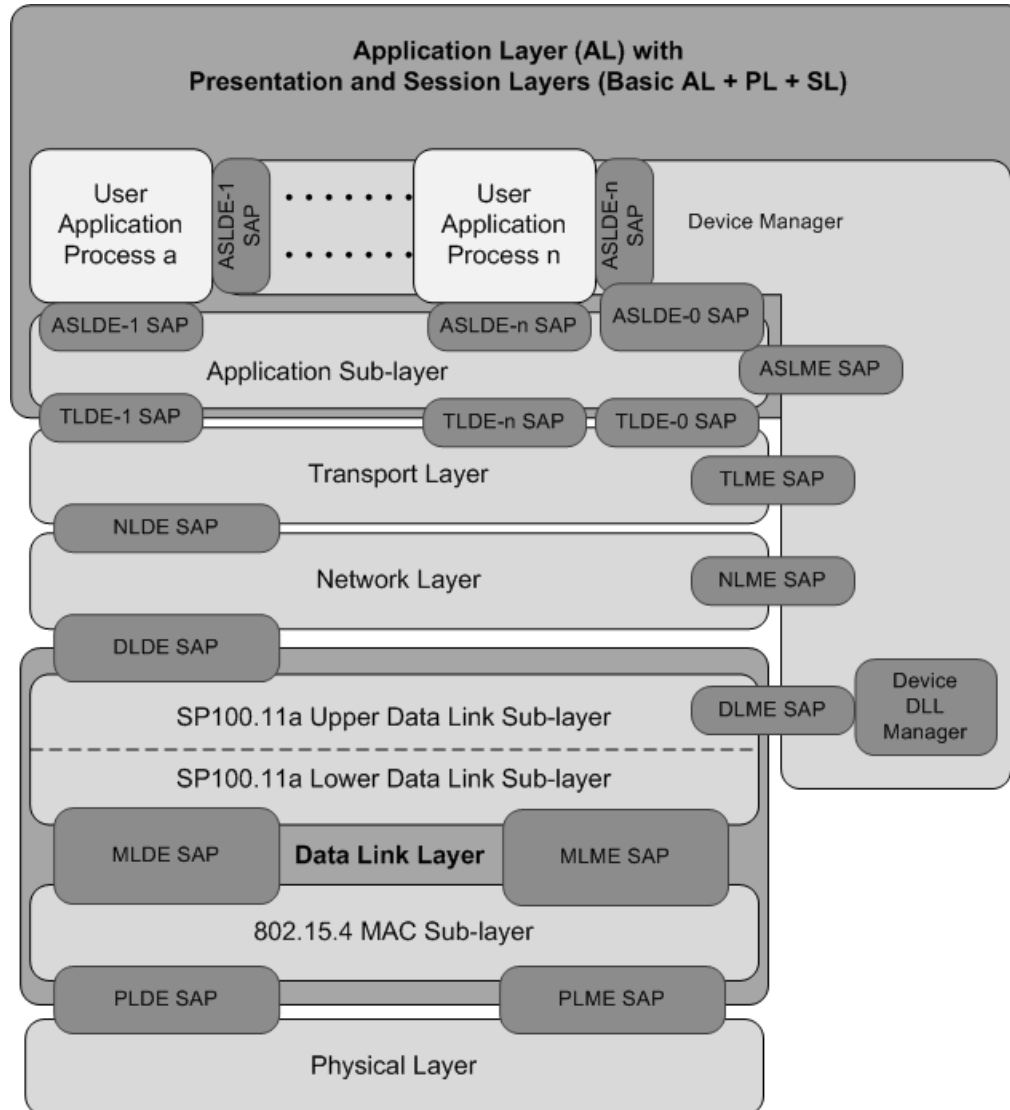 Application Layer (AL) with
Presentation and Session Layers (Basic AL + PL + SL)
User
Application
Process a
ASLDE-1
SAP
User
Application
Process n
ASLDE-n
SAP
Device Manager
ASLDE-1 SAP
ASLDE-n SAP
ASLDE-0 SAP
Application Sub-layer
ASLME SAP
TLDE-1 SAP
TLDE-n SAP
TLDE-0 SAP
Transport Layer
TLME SAP
NLDE SAP
Network Layer
NLME SAP
DLDE SAP
SP100.11a Upper Data Link Sub-layer
DLME SAP
Device
DLL
Manager
SP100.11a Lower Data Link Sub-layer
MLDE SAP
Data Link Layer
MLME SAP
802.15.4 MAC Sub-layer
PLDE SAP
PLME SAP
Physical Layer